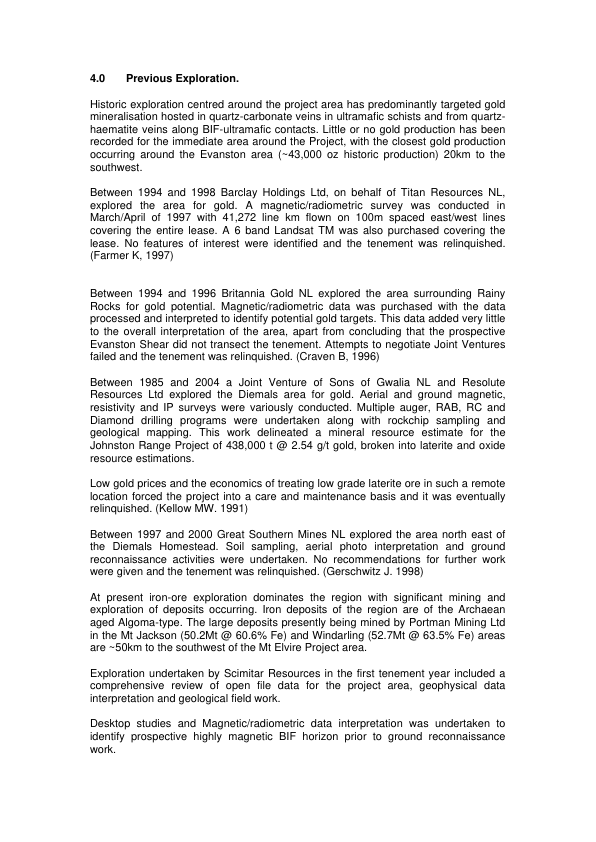 4.0 Previous Exploration.
Historic exploration centred around the project area has predominantly targeted gold
mineralisation hosted in quartz-carbonate veins in ultramafic schists and from quartz-
haematite veins along BIF-ultramafic contacts. Little or no gold production has been
recorded for the immediate area around the Project, with the closest gold production
occurring around the Evanston area (~43,000 oz historic production) 20km to the
southwest.
Between 1994 and 1998 Barclay Holdings Ltd, on behalf of Titan Resources NL,
explored the area for gold. A magnetic/radiometric survey was conducted in
March/April of 1997 with 41,272 line km flown on 100m spaced east/west lines
covering the entire lease. A 6 band Landsat TM was also purchased covering the
lease. No features of interest were identified and the tenement was relinquished.
(Farmer K, 1997)
Between 1994 and 1996 Britannia Gold NL explored the area surrounding Rainy
Rocks for gold potential. Magnetic/radiometric data was purchased with the data
processed and interpreted to identify potential gold targets. This data added very little
to the overall interpretation of the area, apart from concluding that the prospective
Evanston Shear did not transect the tenement. Attempts to negotiate Joint Ventures
failed and the tenement was relinquished. (Craven B, 1996)
Between 1985 and 2004 a Joint Venture of Sons of Gwalia NL and Resolute
Resources Ltd explored the Diemals area for gold. Aerial and ground magnetic,
resistivity and IP surveys were variously conducted. Multiple auger, RAB, RC and
Diamond drilling programs were undertaken along with rockchip sampling and
geological mapping. This work delineated a mineral resource estimate for the
Johnston Range Project of 438,000 t @ 2.54 g/t gold, broken into laterite and oxide
resource estimations.
Low gold prices and the economics of treating low grade laterite ore in such a remote
location forced the project into a care and maintenance basis and it was eventually
relinquished. (Kellow MW. 1991)
Between 1997 and 2000 Great Southern Mines NL explored the area north east of
the Diemals Homestead. Soil sampling, aerial photo interpretation and ground
reconnaissance activities were undertaken. No recommendations for further work
were given and the tenement was relinquished. (Gerschwitz J. 1998)
At present iron-ore exploration dominates the region with significant mining and
exploration of deposits occurring. Iron deposits of the region are of the Archaean
aged Algoma-type. The large deposits presently being mined by Portman Mining Ltd
in the Mt Jackson (50.2Mt @ 60.6% Fe) and Windarling (52.7Mt @ 63.5% Fe) areas
are ~50km to the southwest of the Mt Elvire Project area.
Exploration undertaken by Scimitar Resources in the first tenement year included a
comprehensive review of open file data for the project area, geophysical data
interpretation and geological field work.
Desktop studies and Magnetic/radiometric data interpretation was undertaken to
identify prospective highly magnetic BIF horizon prior to ground reconnaissance
work.